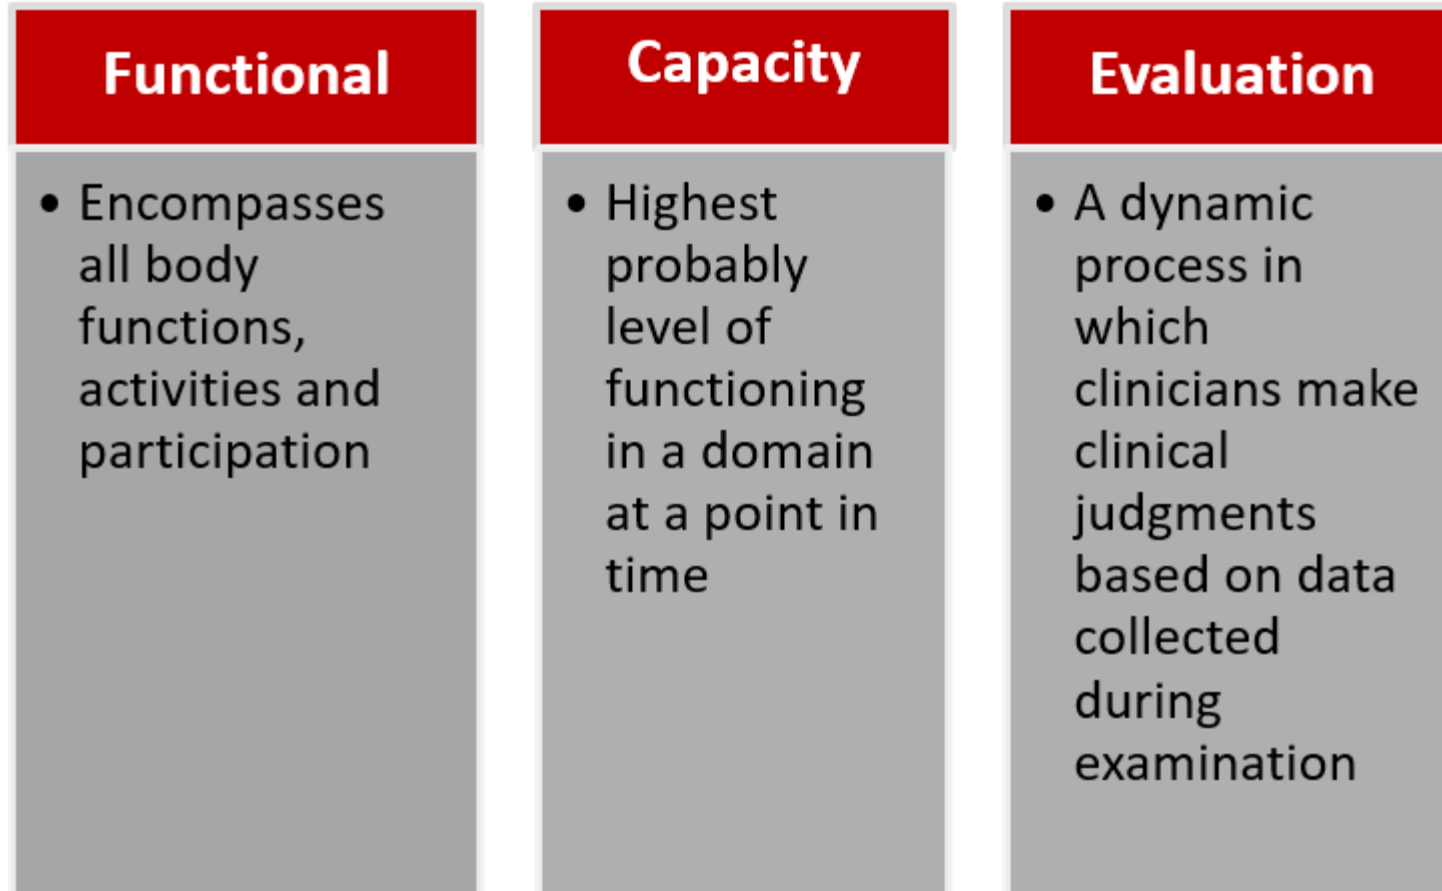 Functional
• Encompasses
all body
functions,
activities and
participation
Capacity
• Highest
probably
level of
functioning
in a domain
at a point in
time
Evaluation
• A dynamic
process in
which
clinicians make
clinical
judgments
based on data
collected
during
examination